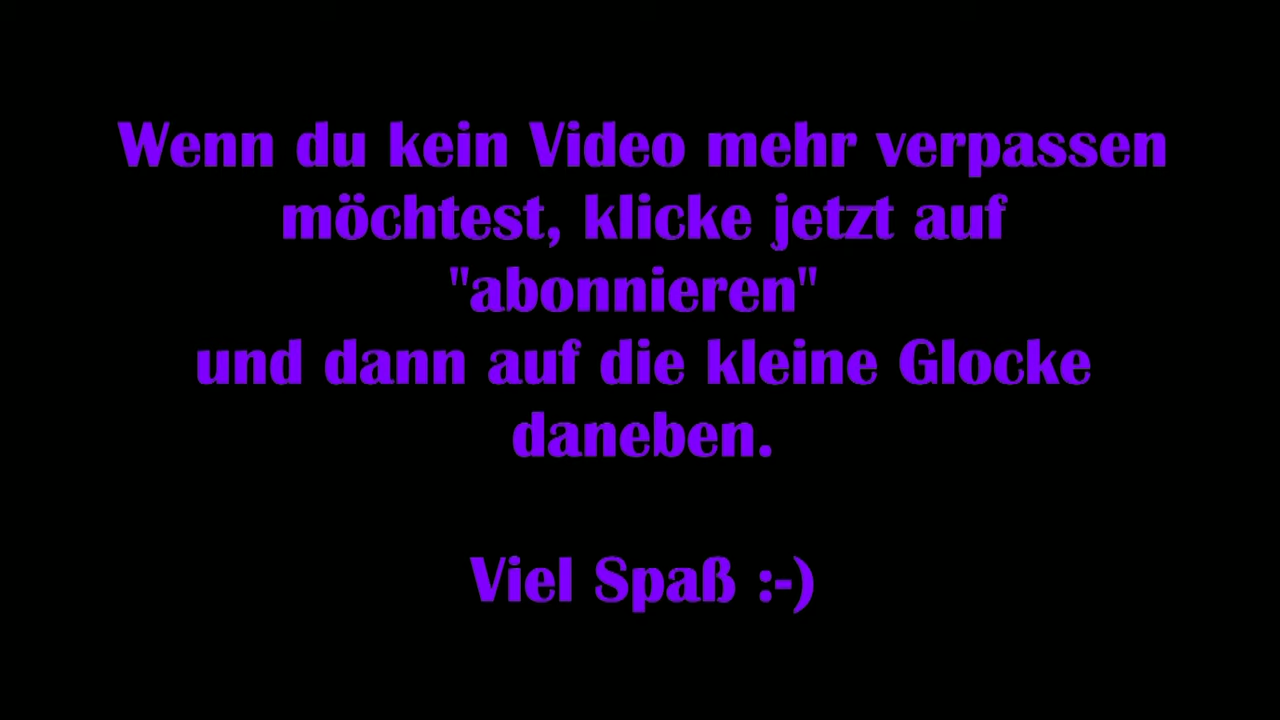 Wenn du kein Video mehr verpassen
möchtest, klicke jetzt auf
"abonnieren"
und dann auf die kleine Glocke
daneben.
Viel Spaß :-)